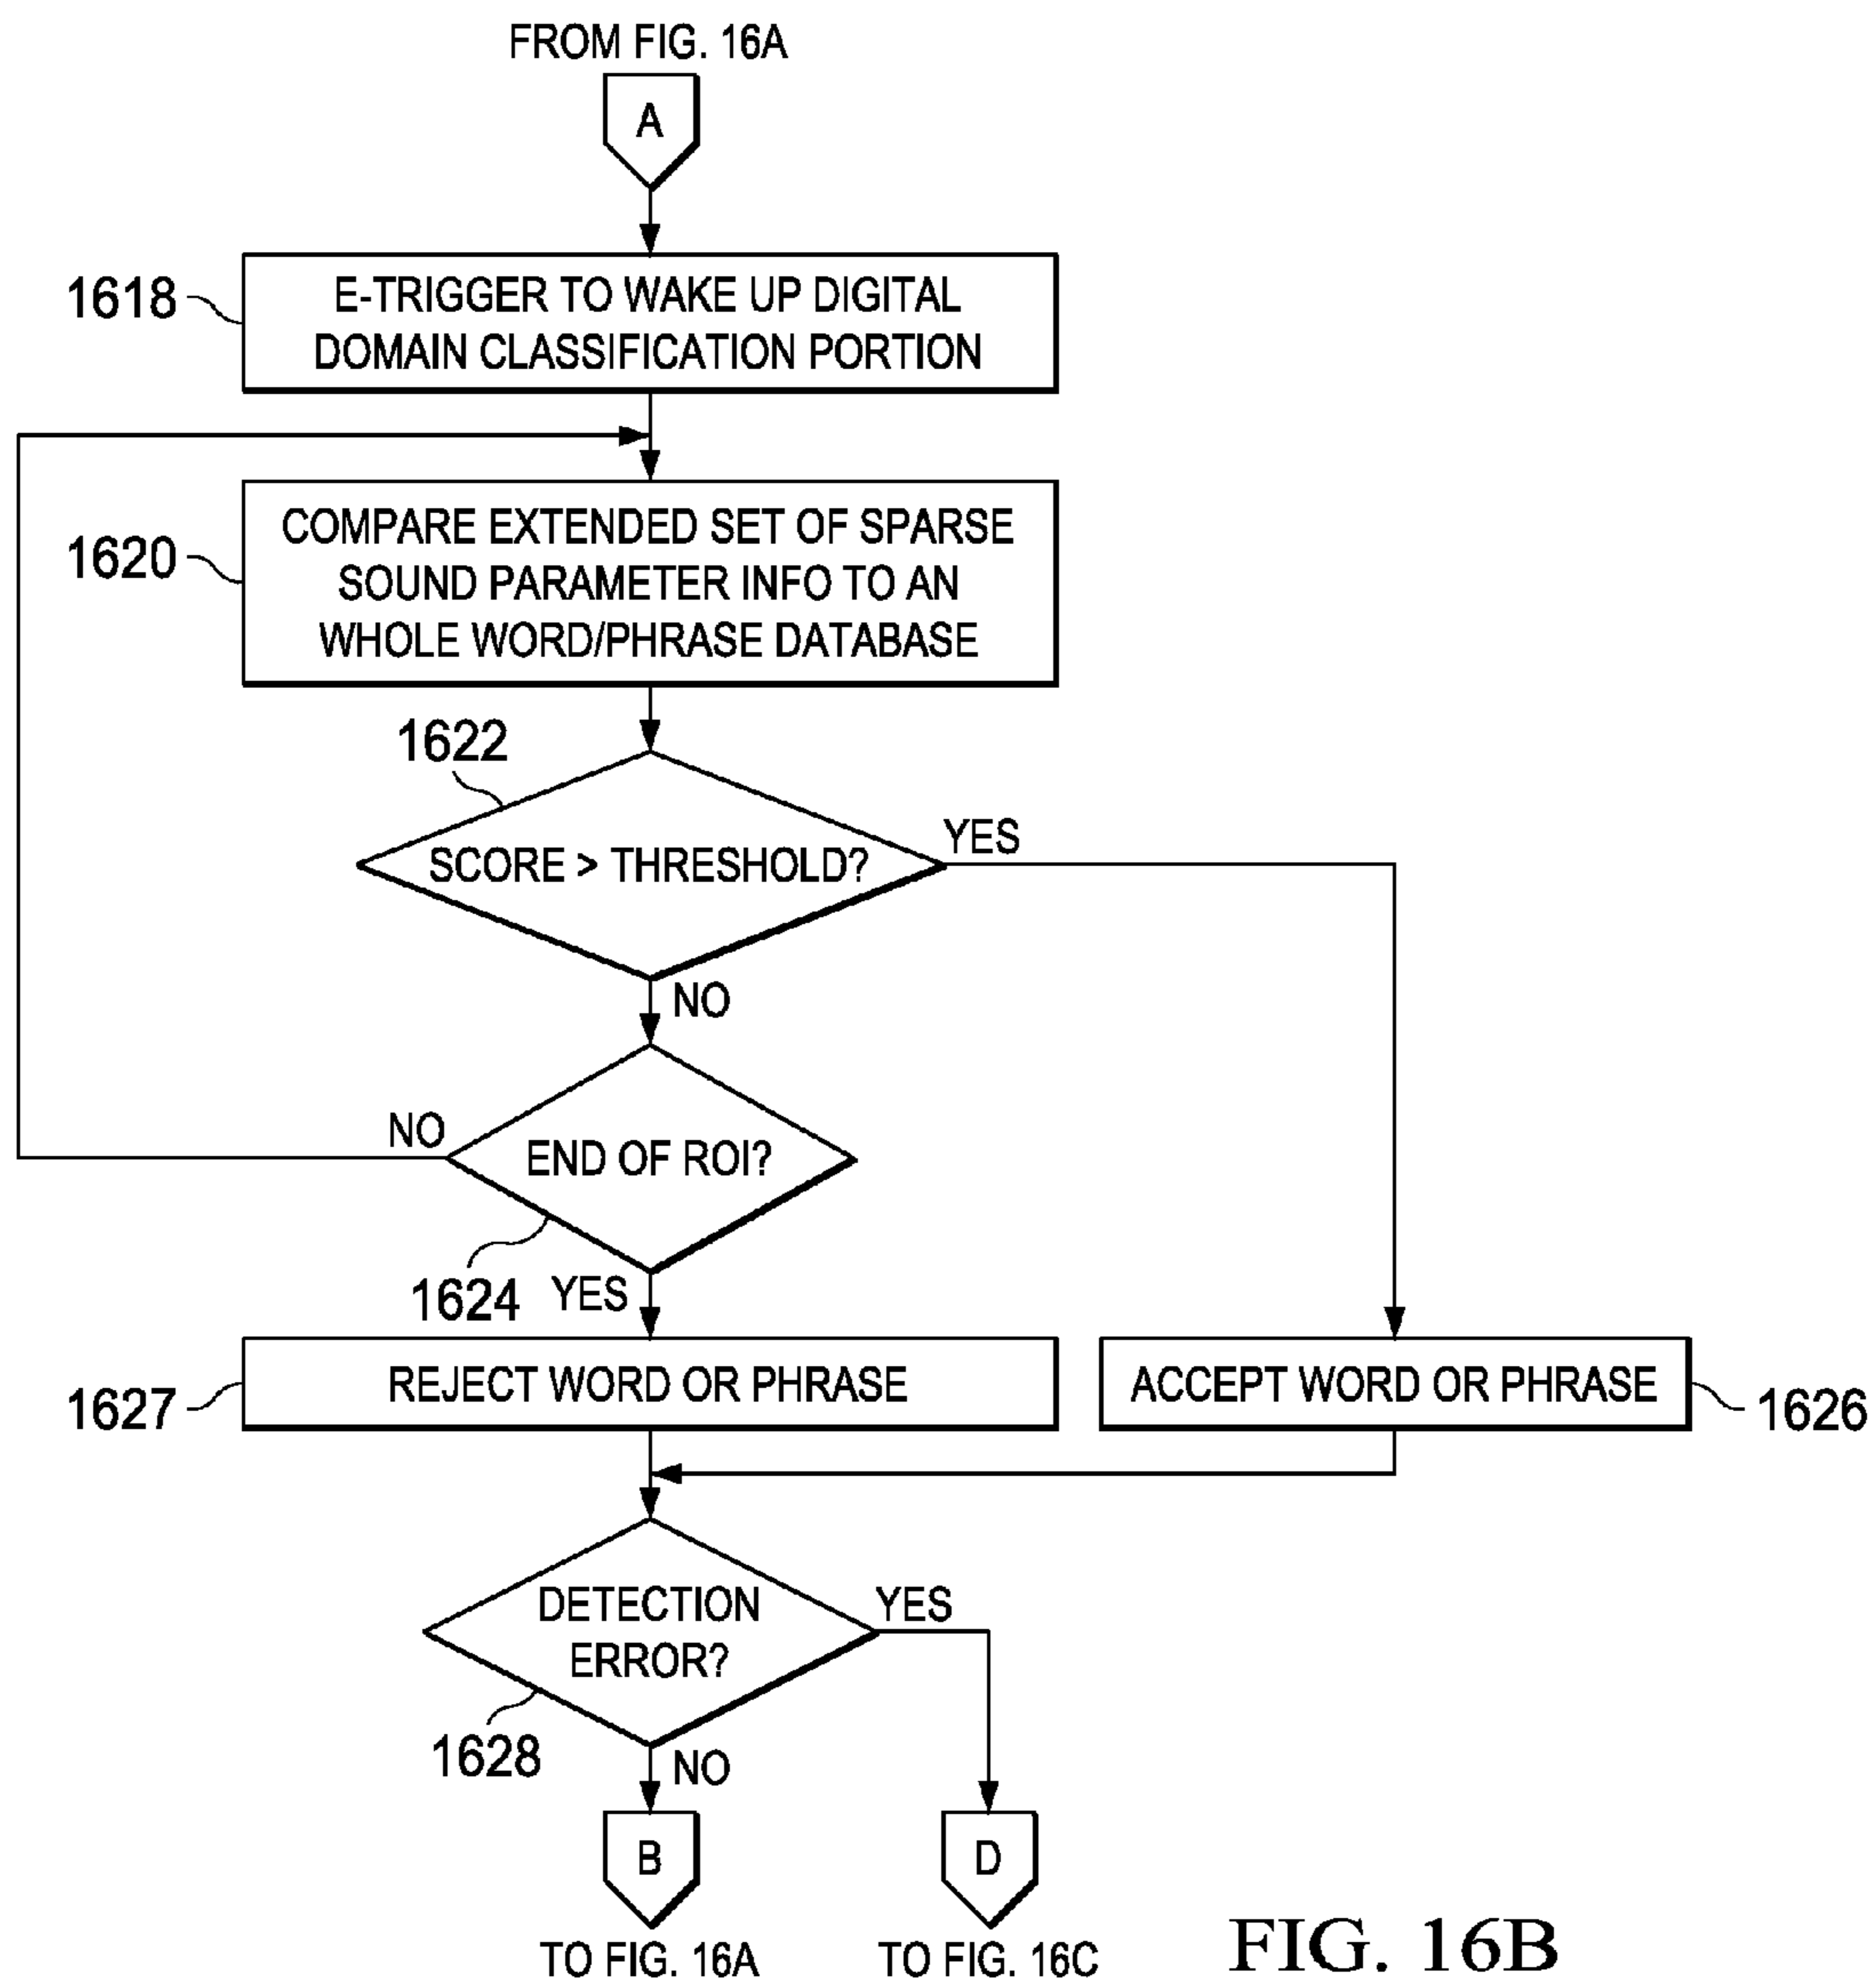 FROM FIG. 16A
A
1618
E-TRIGGER TO WAKE UP DIGITAL
DOMAIN CLASSIFICATION PORTION
1620
COMPARE EXTENDED SET OF SPARSE
SOUND PARAMETER INFO TO AN
WHOLE WORD/PHRASE DATABASE
1622
SCORE > THRESHOLD?
YES
NO
END OF ROI?
NO
1624
YES
1627
REJECT WORD OR PHRASE
ACCEPT WORD OR PHRASE
1626
DETECTION
ERROR?
YES
1628
NO
B
D
TO FIG. 16A
TO FIG. 16C
FIG. 16B